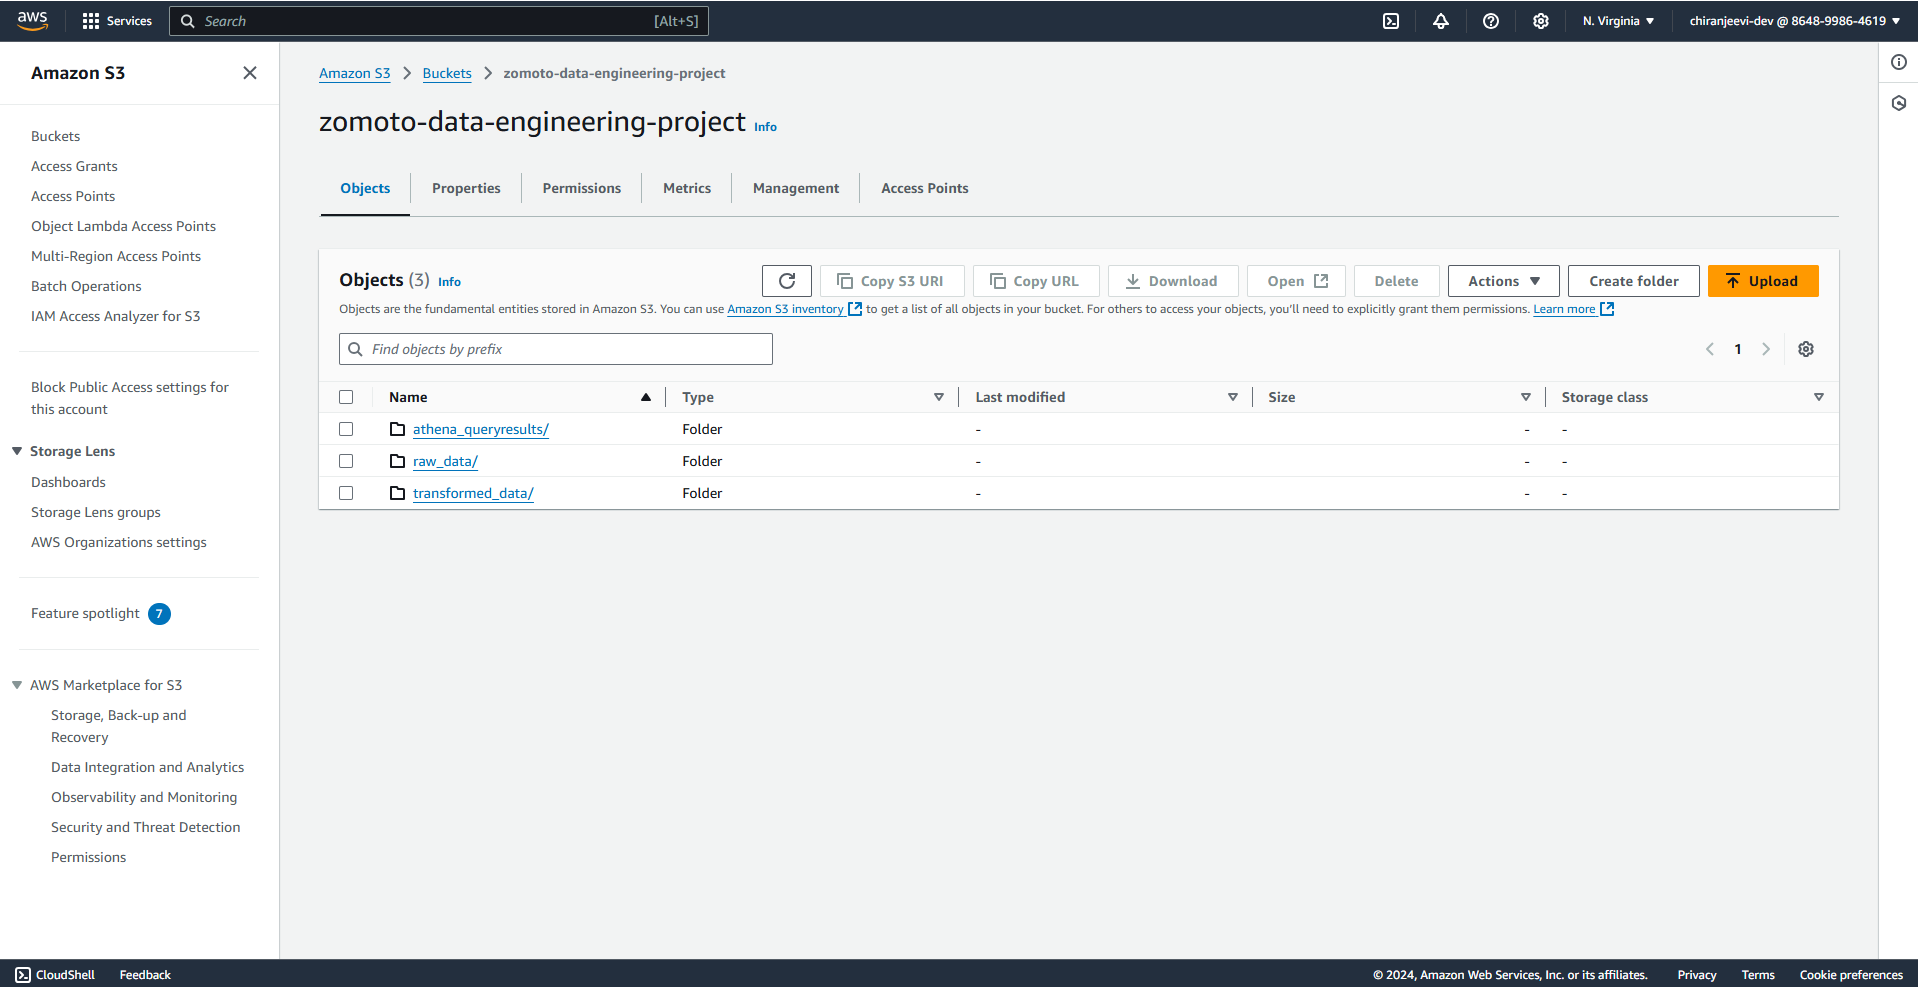 aws Services Search [Alt+S] N. Virginia chiranjeevi-dev @ 8648-9986-4619
Amazon S3
Buckets
Access Grants
Access Points
Object Lambda Access Points
Multi-Region Access Points
Batch Operations
IAM Access Analyzer for S3
Block Public Access settings for
this account
Storage Lens
Dashboards
Storage Lens groups
AWS Organizations settings
Feature spotlight 7
AWS Marketplace for S3
Storage, Back-up and
Recovery
Data Integration and Analytics
Observability and Monitoring
Security and Threat Detection
Permissions
Amazon S3 > Buckets > zomoto-data-engineering-project
zomoto-data-engineering-project Info
Objects Properties Permissions Metrics Management Access Points
Objects (3) Info Copy S3 URI Copy URL Download Open Delete Actions Create folder Upload
Objects are the fundamental entities stored in Amazon S3. You can use Amazon S3 inventory to get a list of all objects in your bucket. For others to access your objects, you'll need to explicitly grant them permissions. Learn more
Find objects by prefix < 1 >
Name Type Last modified Size Storage class
athena_queryresults/ Folder - - -
raw_data/ Folder - - -
transformed_data/ Folder - - -
CloudShell Feedback © 2024, Amazon Web Services, Inc. or its affiliates. Privacy Terms Cookie preferences